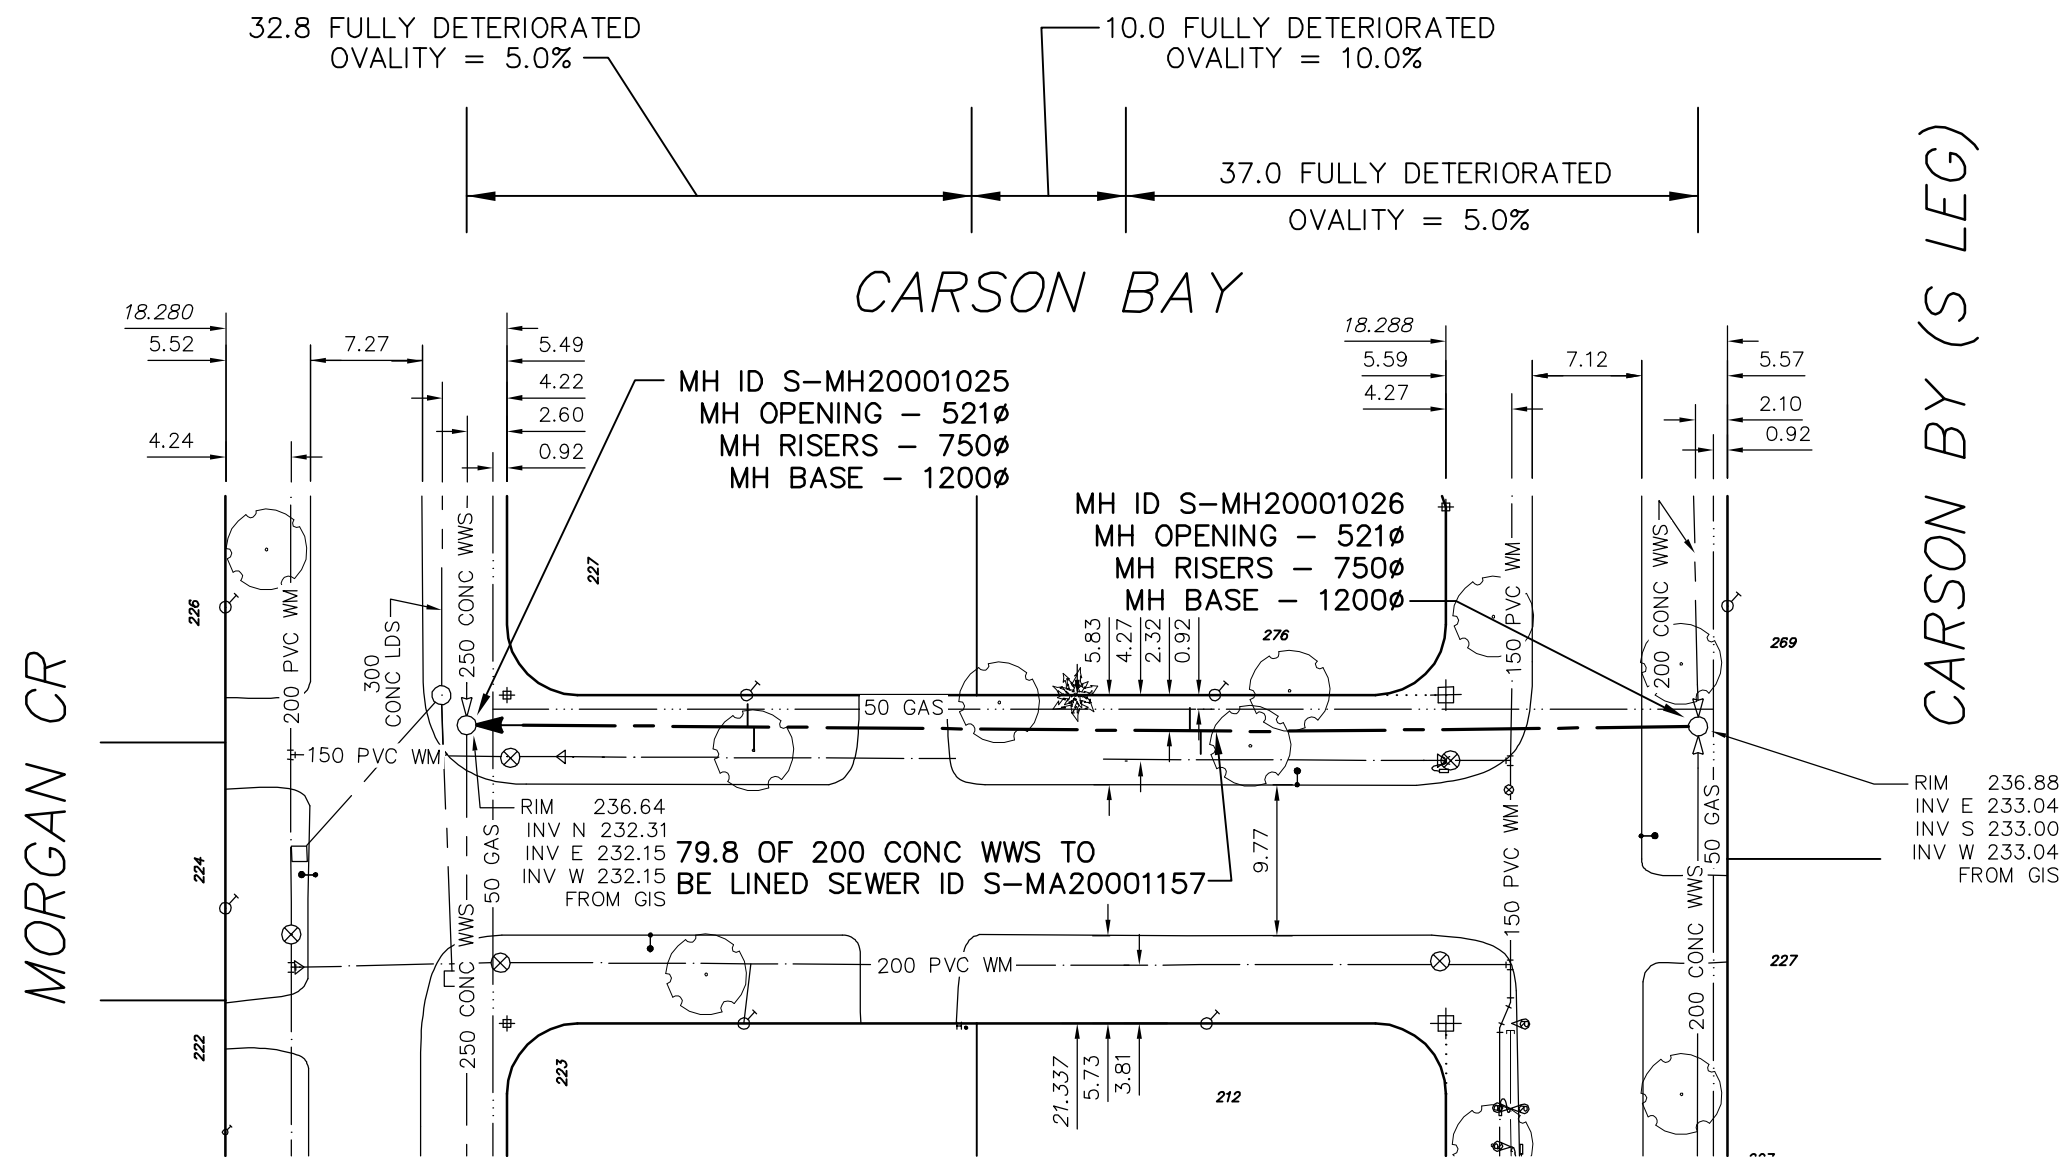 32.8 FULLY DETERIORATED
OVALITY = 5.0%
10.0 FULLY DETERIORATED
OVALITY = 10.0%
37.0 FULLY DETERIORATED
OVALITY = 5.0%
CARSON BAY
CARSON BY (S LEG)
MORGAN CR
18.280
5.52
7.27
5.49
4.22
2.60
0.92
4.24
18.288
5.59
4.27
7.12
5.57
2.10
0.92
MH ID S-MH20001025
MH OPENING - 521ø
MH RISERS - 750ø
MH BASE - 1200ø
MH ID S-MH20001026
MH OPENING - 521ø
MH RISERS - 750ø
MH BASE - 1200ø
226
200 PVC WM
300
CONC LDS
250 CONC WWS
227
5.83
4.27
2.32
0.92
276
150 PVC WM
200 CONC WWS
269
50 GAS
150 PVC WM
RIM 236.64
INV N 232.31
INV E 232.15
INV W 232.15
FROM GIS
79.8 OF 200 CONC WWS TO
BE LINED SEWER ID S-MA20001157
9.77
RIM 236.88
INV E 233.04
INV S 233.00
INV W 233.04
FROM GIS
224
50 GAS
250 CONC WWS
150 PVC WM
50 GAS
200 CONC WWS
200 PVC WM
227
222
223
21.337
5.73
3.81
212